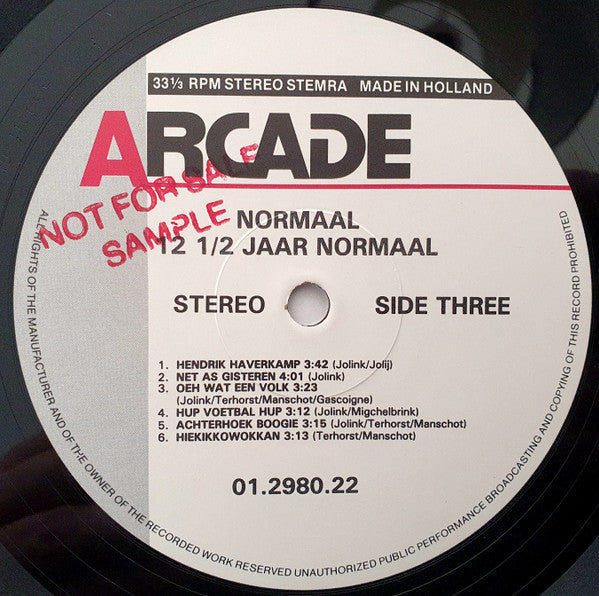 33 1/3 RPM STEREO STEMRA MADE IN HOLLAND
ARCADE
NOT FOR SALE
SAMPLE
NORMAAL
12 1/2 JAAR NORMAAL
STEREO SIDE THREE
1. HENDRIK HAVERKAMP 3:42 (Jolink/Jolij)
2. NET AS GISTEREN 4:01 (Jolink)
3. OEH WAT EEN VOLK 3:23
(Jolink/Terhorst/Manschot/Gascoigne)
4. HUP VOETBAL HUP 3:12 (Jolink/Migchelbrink)
5. ACHTERHOEK BOOGIE 3:15 (Jolink/Terhorst/Manschot)
6. HIEKIKKOWOKKAN 3:13 (Terhorst/Manschot)
01.2980.22
ALL RIGHTS OF THE MANUFACTURER AND OF THE OWNER OF THE RECORDED WORK RESERVED UNAUTHORIZED PUBLIC PERFORMANCE BROADCASTING AND COPYING OF THIS RECORD PROHIBITED